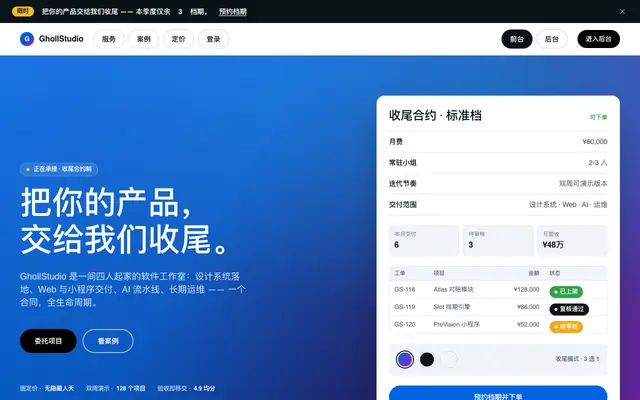 限时 把你的产品交给我们收尾 —— 本季度仅余 3 档期。 预约档期 ×
G GhollStudio 服务 案例 定价 登录 前台 后台 进入后台
正在承接 · 收尾合约制
把你的产品，
交给我们收尾。
GhollStudio 是一间四人起家的软件工作室：设计系统落
地、Web 与小程序交付、AI 流水线、长期运维 —— 一个
合同，全生命周期。
委托项目 看案例
固定价 · 无隐藏人天 双周演示 · 128 个项目 验收即移交 · 4.9 均分
收尾合约 · 标准档 可下单
月费 ¥60,000
常驻小组 2-3 人
迭代节奏 双周可演示版本
交付范围 设计系统 · Web · AI · 运维
本月交付 待审核 月营收
6 3 ¥48万
工单 项目 金额 状态
GS-118 Atlas 对账模块 ¥128,000 已上架
GS-119 Slot 排期引擎 ¥86,000 复核通过
GS-120 ProVision 小程序 ¥52,000 待审核
收尾模式 · 3 选 1
预约档期并下单